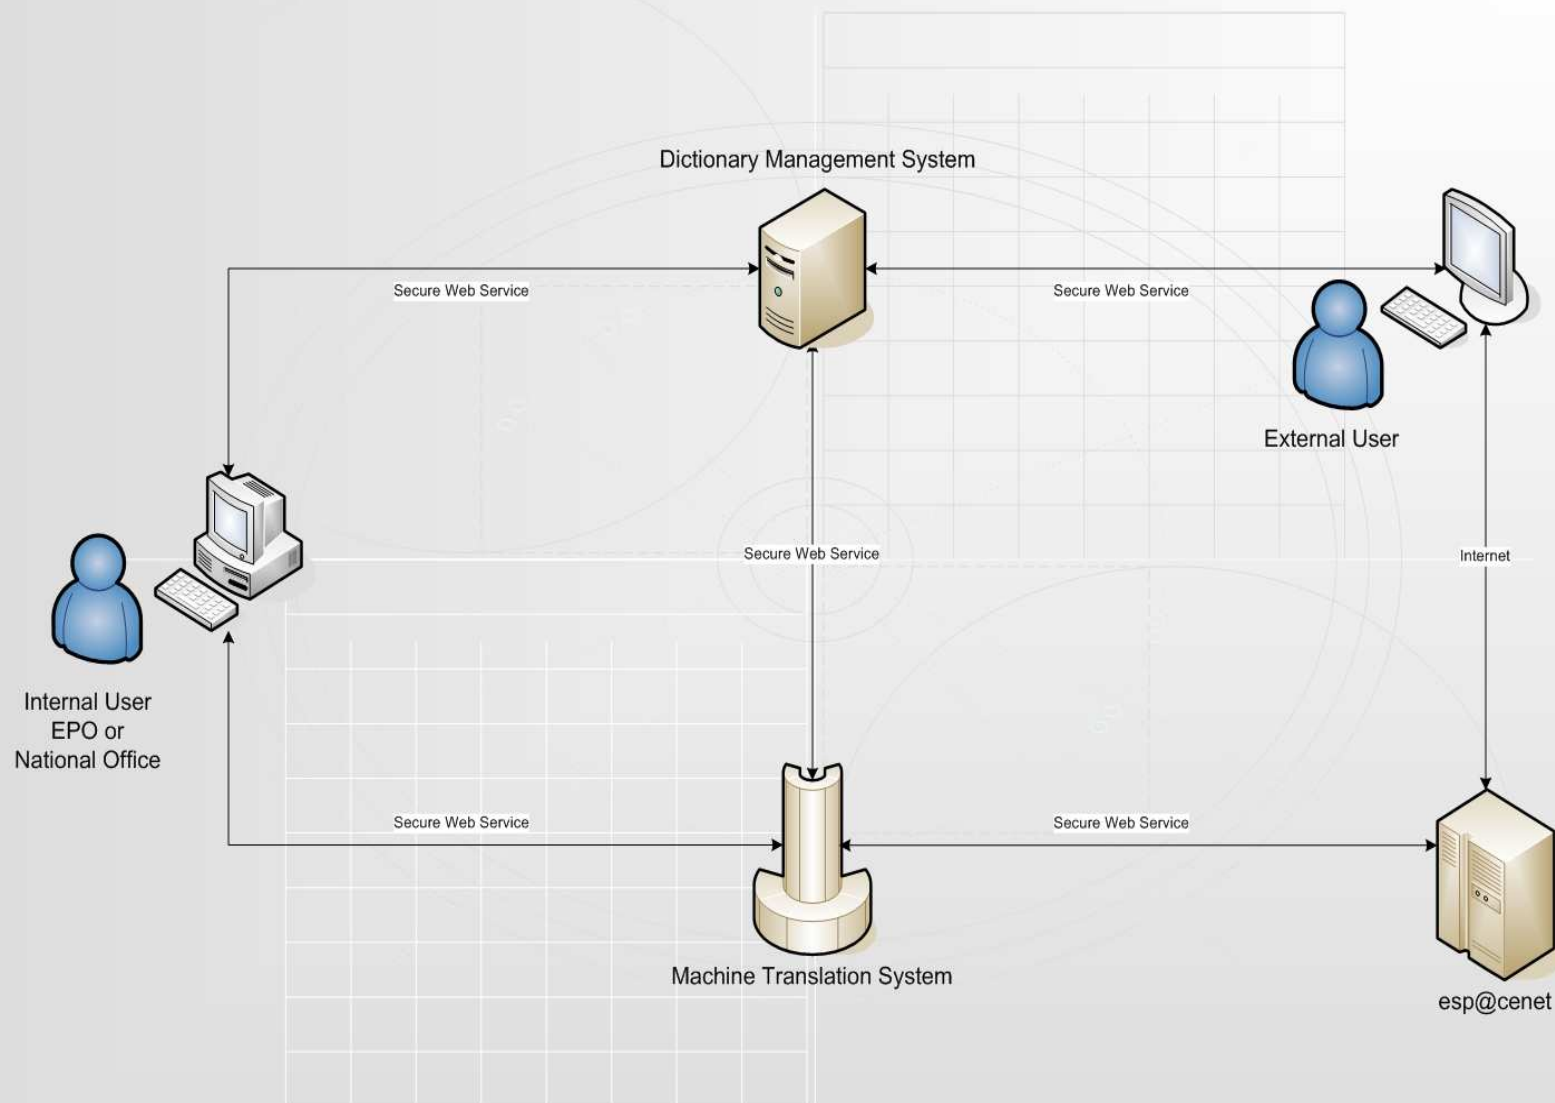 Dictionary Management System
Secure Web Service
Secure Web Service
External User
Secure Web Service
Internet
Internal User
EPO or
National Office
Secure Web Service
Secure Web Service
Machine Translation System
esp@cenet